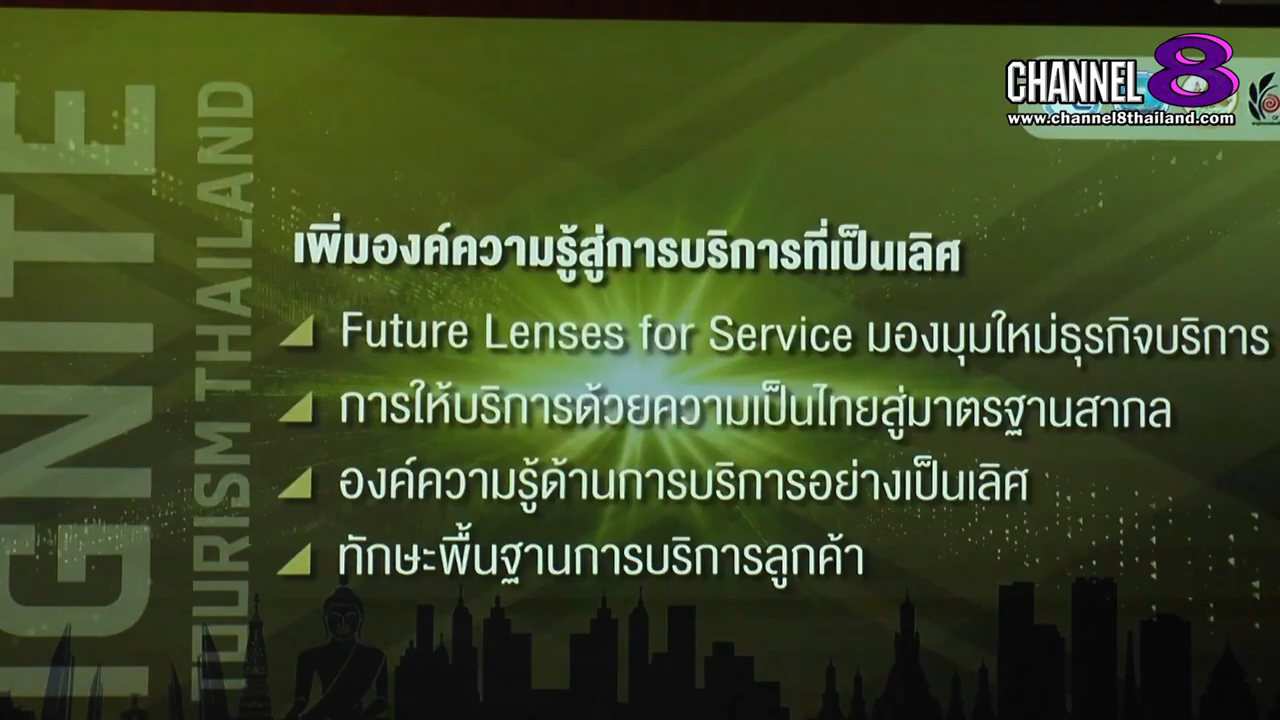 CHANNEL 8
www.channel8thailand.com
IGNITE
TOURISM THAILAND
เพิ่มองค์ความรู้สู่การบริการที่เป็นเลิศ
Future Lenses for Service มองมุมใหม่ธุรกิจบริการ
การให้บริการด้วยความเป็นไทยสู่มาตรฐานสากล
องค์ความรู้ด้านการบริการอย่างเป็นเลิศ
ทักษะพื้นฐานการบริการลูกค้า